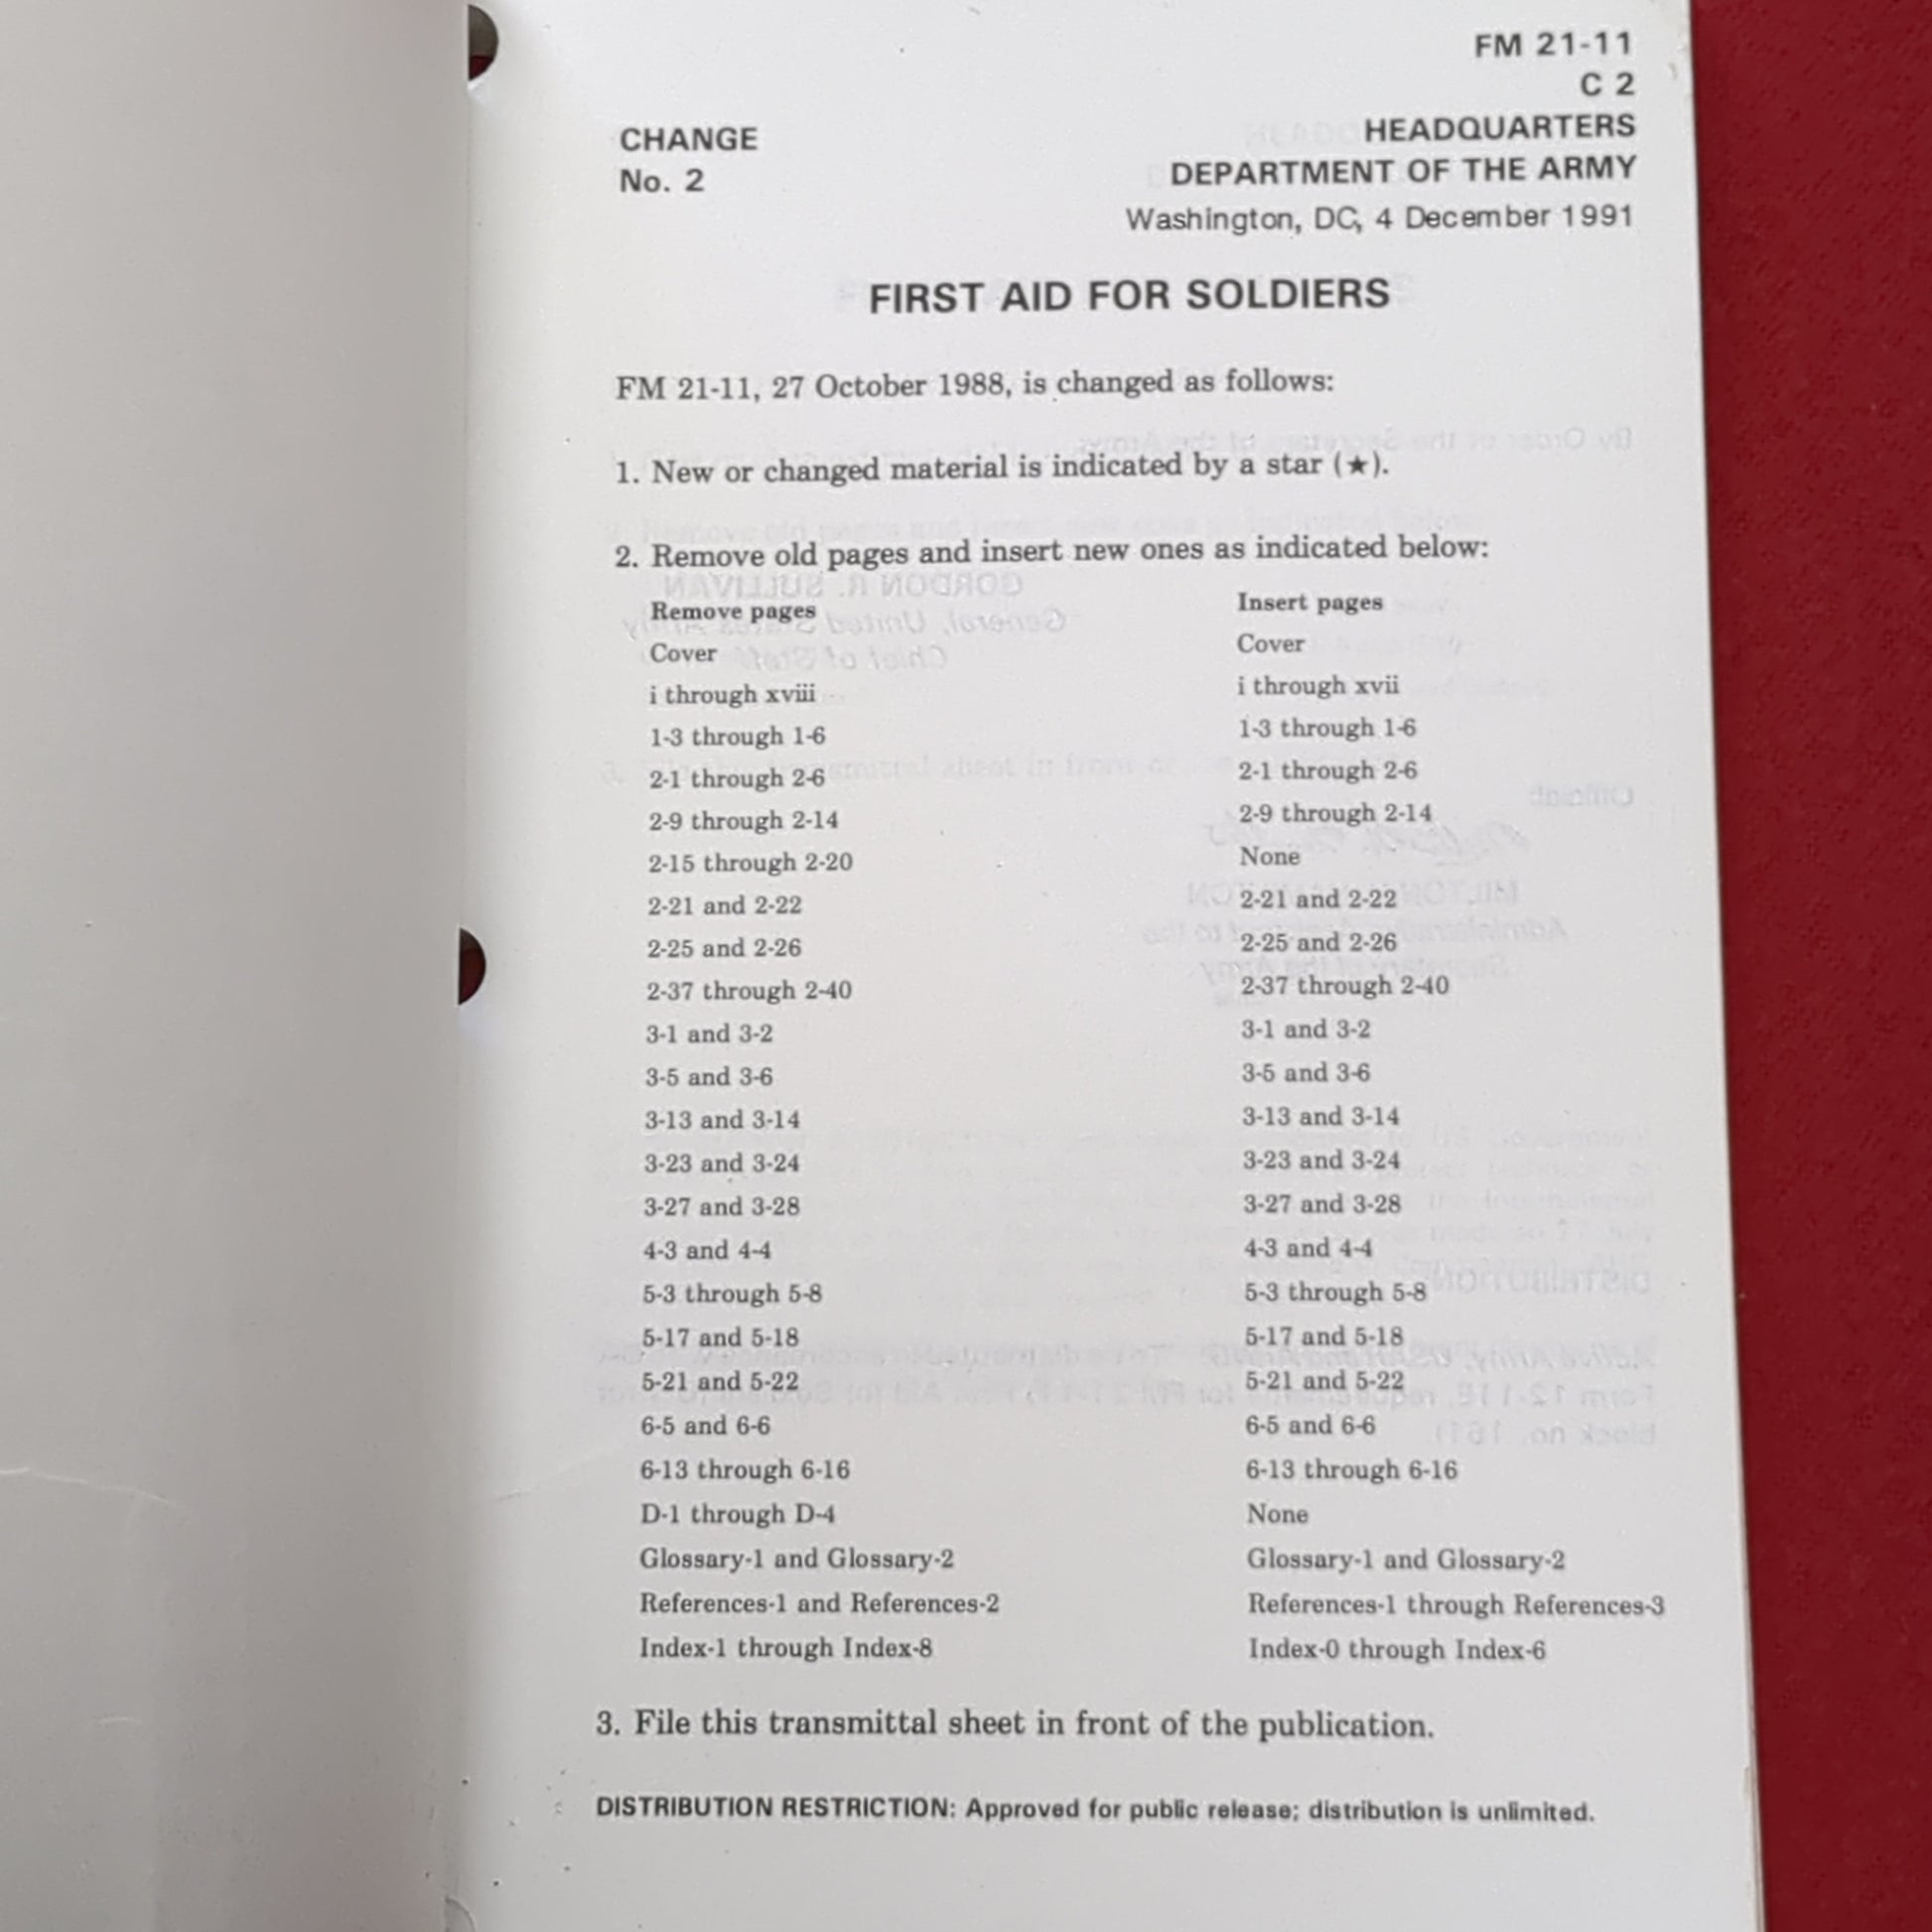 FM 21-11
C 2
CHANGE HEADQUARTERS
No. 2 DEPARTMENT OF THE ARMY
Washington, DC, 4 December 1991
FIRST AID FOR SOLDIERS
FM 21-11, 27 October 1988, is changed as follows:
1. New or changed material is indicated by a star (★).
2. Remove old pages and insert new ones as indicated below:
Remove pages Insert pages
Cover Cover
i through xviii i through xvii
1-3 through 1-6 1-3 through 1-6
2-1 through 2-6 2-1 through 2-6
2-9 through 2-14 2-9 through 2-14
2-15 through 2-20 None
2-21 and 2-22 2-21 and 2-22
2-25 and 2-26 2-25 and 2-26
2-37 through 2-40 2-37 through 2-40
3-1 and 3-2 3-1 and 3-2
3-5 and 3-6 3-5 and 3-6
3-13 and 3-14 3-13 and 3-14
3-23 and 3-24 3-23 and 3-24
3-27 and 3-28 3-27 and 3-28
4-3 and 4-4 4-3 and 4-4
5-3 through 5-8 5-3 through 5-8
5-17 and 5-18 5-17 and 5-18
5-21 and 5-22 5-21 and 5-22
6-5 and 6-6 6-5 and 6-6
6-13 through 6-16 6-13 through 6-16
D-1 through D-4 None
Glossary-1 and Glossary-2 Glossary-1 and Glossary-2
References-1 and References-2 References-1 through References-3
Index-1 through Index-8 Index-0 through Index-6
3. File this transmittal sheet in front of the publication.
DISTRIBUTION RESTRICTION: Approved for public release; distribution is unlimited.